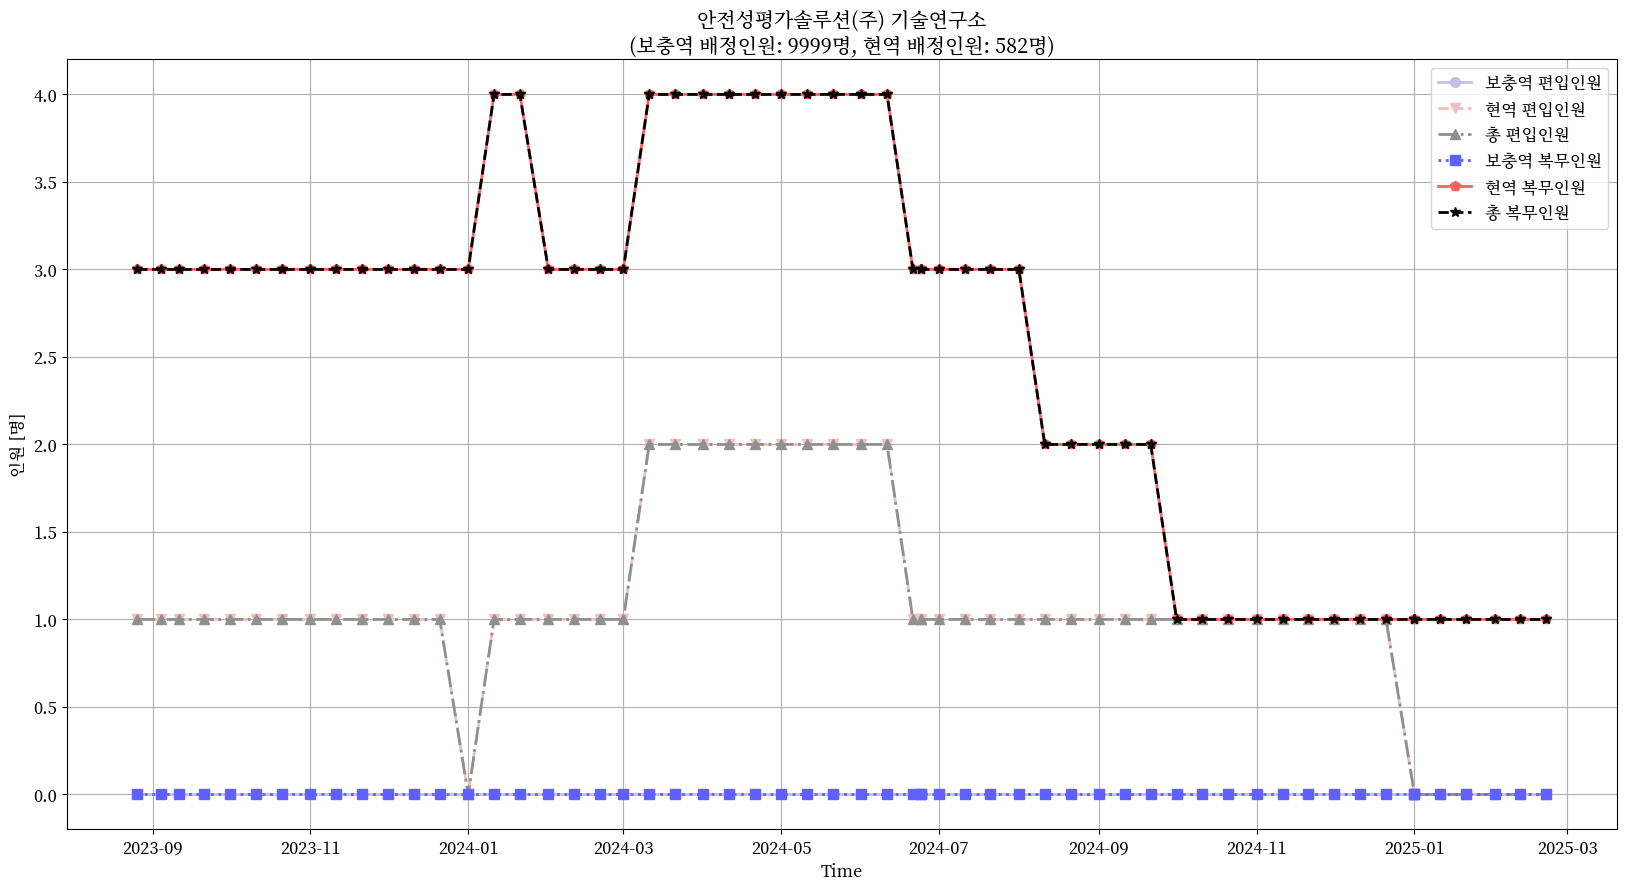 안전성평가솔루션(주) 기술연구소
(보충역 배정인원: 9999명, 현역 배정인원: 582명)
보충역 편입인원
현역 편입인원
총 편입인원
보충역 복무인원
현역 복무인원
총 복무인원
인원 [명]
4.0
3.5
3.0
2.5
2.0
1.5
1.0
0.5
0.0
2023-09 2023-11 2024-01 2024-03 2024-05 2024-07 2024-09 2024-11 2025-01 2025-03
Time